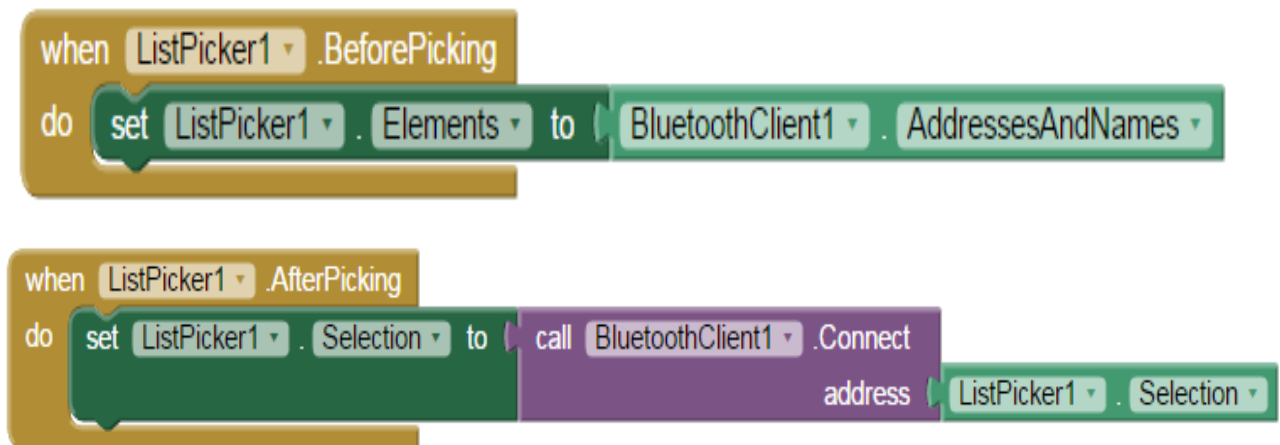 when ListPicker1 .BeforePicking
do set ListPicker1 . Elements to BluetoothClient1 . AddressesAndNames
when ListPicker1 .AfterPicking
do set ListPicker1 . Selection to call BluetoothClient1 .Connect
address ListPicker1 . Selection